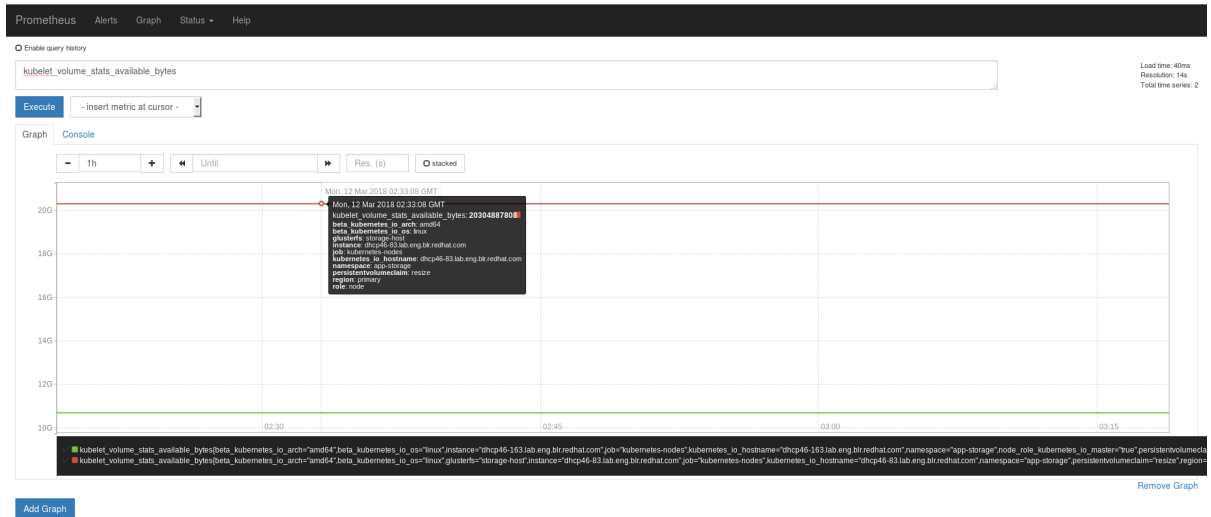 Prometheus Alerts Graph Status Help
Enable query history
kubelet_volume_stats_available_bytes
Load time: 40ms
Resolution: 14s
Total time series: 2
Execute - insert metric at cursor -
Graph Console
- 1h + Until Res. (s) stacked
Mon, 12 Mar 2018 02:33:08 GMT
Mon, 12 Mar 2018 02:33:08 GMT
kubelet_volume_stats_available_bytes: 20304887808
beta_kubernetes_io_arch: amd64
beta_kubernetes_io_os: linux
glusterfs: storage-host
instance: dhcp46-83.lab.eng.blr.redhat.com
job: kubernetes-nodes
kubernetes_io_hostname: dhcp46-83.lab.eng.blr.redhat.com
namespace: app-storage
persistentvolumeclaim: resize
region: primary
role: node
20G
18G
16G
14G
12G
10G
02:30 02:45 03:00 03:15
kubelet_volume_stats_available_bytes{beta_kubernetes_io_arch="amd64",beta_kubernetes_io_os="linux",instance="dhcp46-163.lab.eng.blr.redhat.com",job="kubernetes-nodes",kubernetes_io_hostname="dhcp46-163.lab.eng.blr.redhat.com",namespace="app-storage",node_role_kubernetes_io_master="true",persistentvolumecla
kubelet_volume_stats_available_bytes{beta_kubernetes_io_arch="amd64",beta_kubernetes_io_os="linux",glusterfs="storage-host",instance="dhcp46-83.lab.eng.blr.redhat.com",job="kubernetes-nodes",kubernetes_io_hostname="dhcp46-83.lab.eng.blr.redhat.com",namespace="app-storage",persistentvolumeclaim="resize",region=
Remove Graph
Add Graph